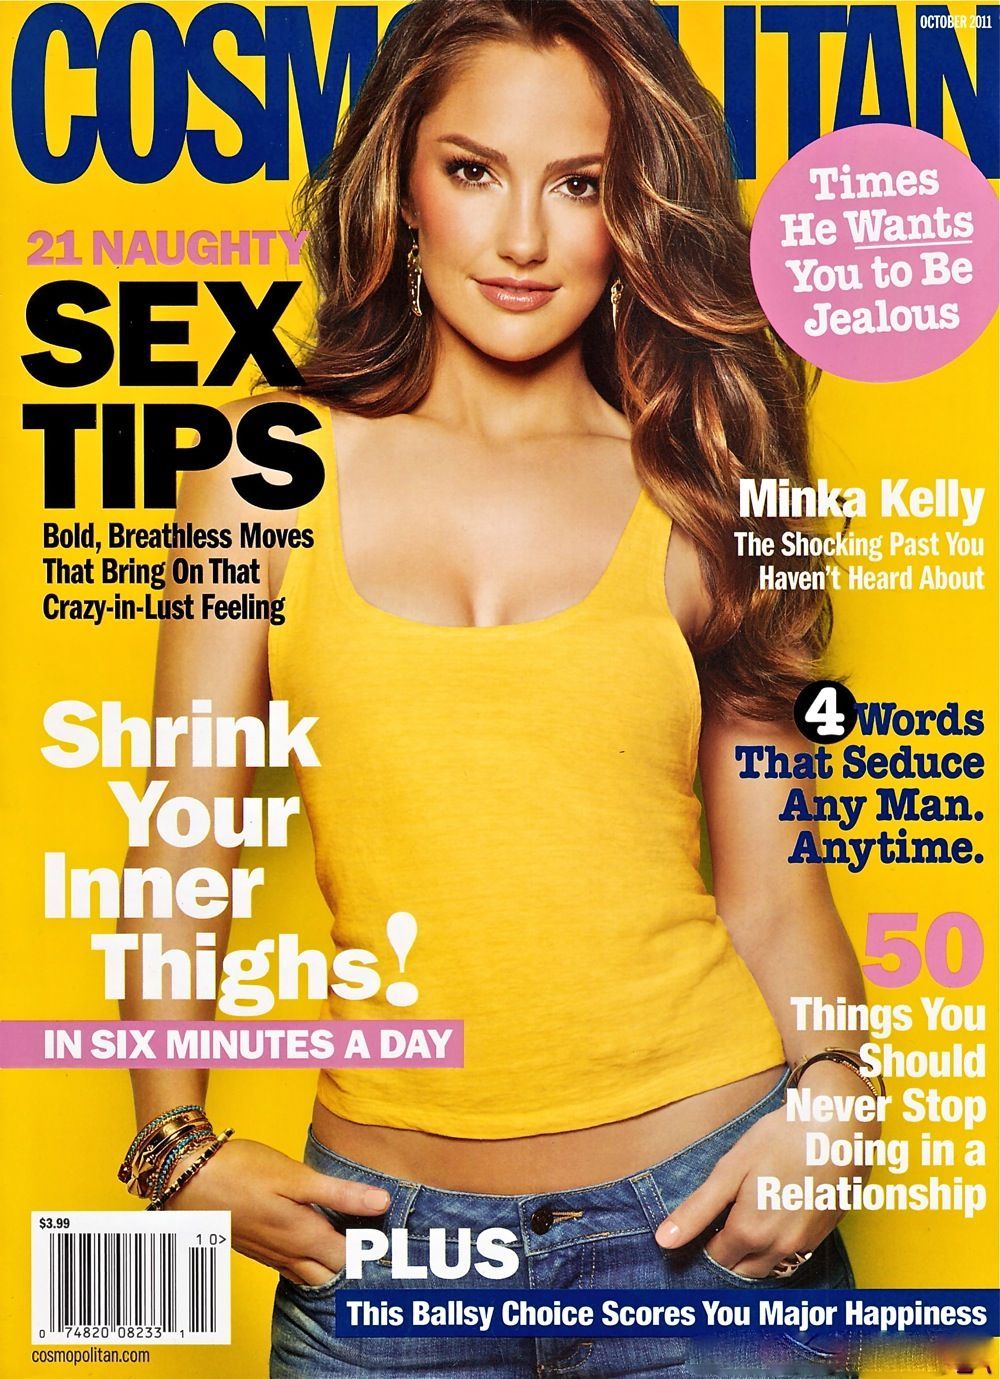 COSMOPOLITAN
OCTOBER 2011
21 NAUGHTY
SEX
TIPS
Bold, Breathless Moves
That Bring On That
Crazy-in-Lust Feeling
Times
He Wants
You to Be
Jealous
Minka Kelly
The Shocking Past You
Haven't Heard About
Shrink
Your
Inner
Thighs!
IN SIX MINUTES A DAY
4 Words
That Seduce
Any Man.
Anytime.
50
Things You
Should
Never Stop
Doing in a
Relationship
PLUS
This Ballsy Choice Scores You Major Happiness
$3.99
10>
0 74820 08233 1
cosmopolitan.com